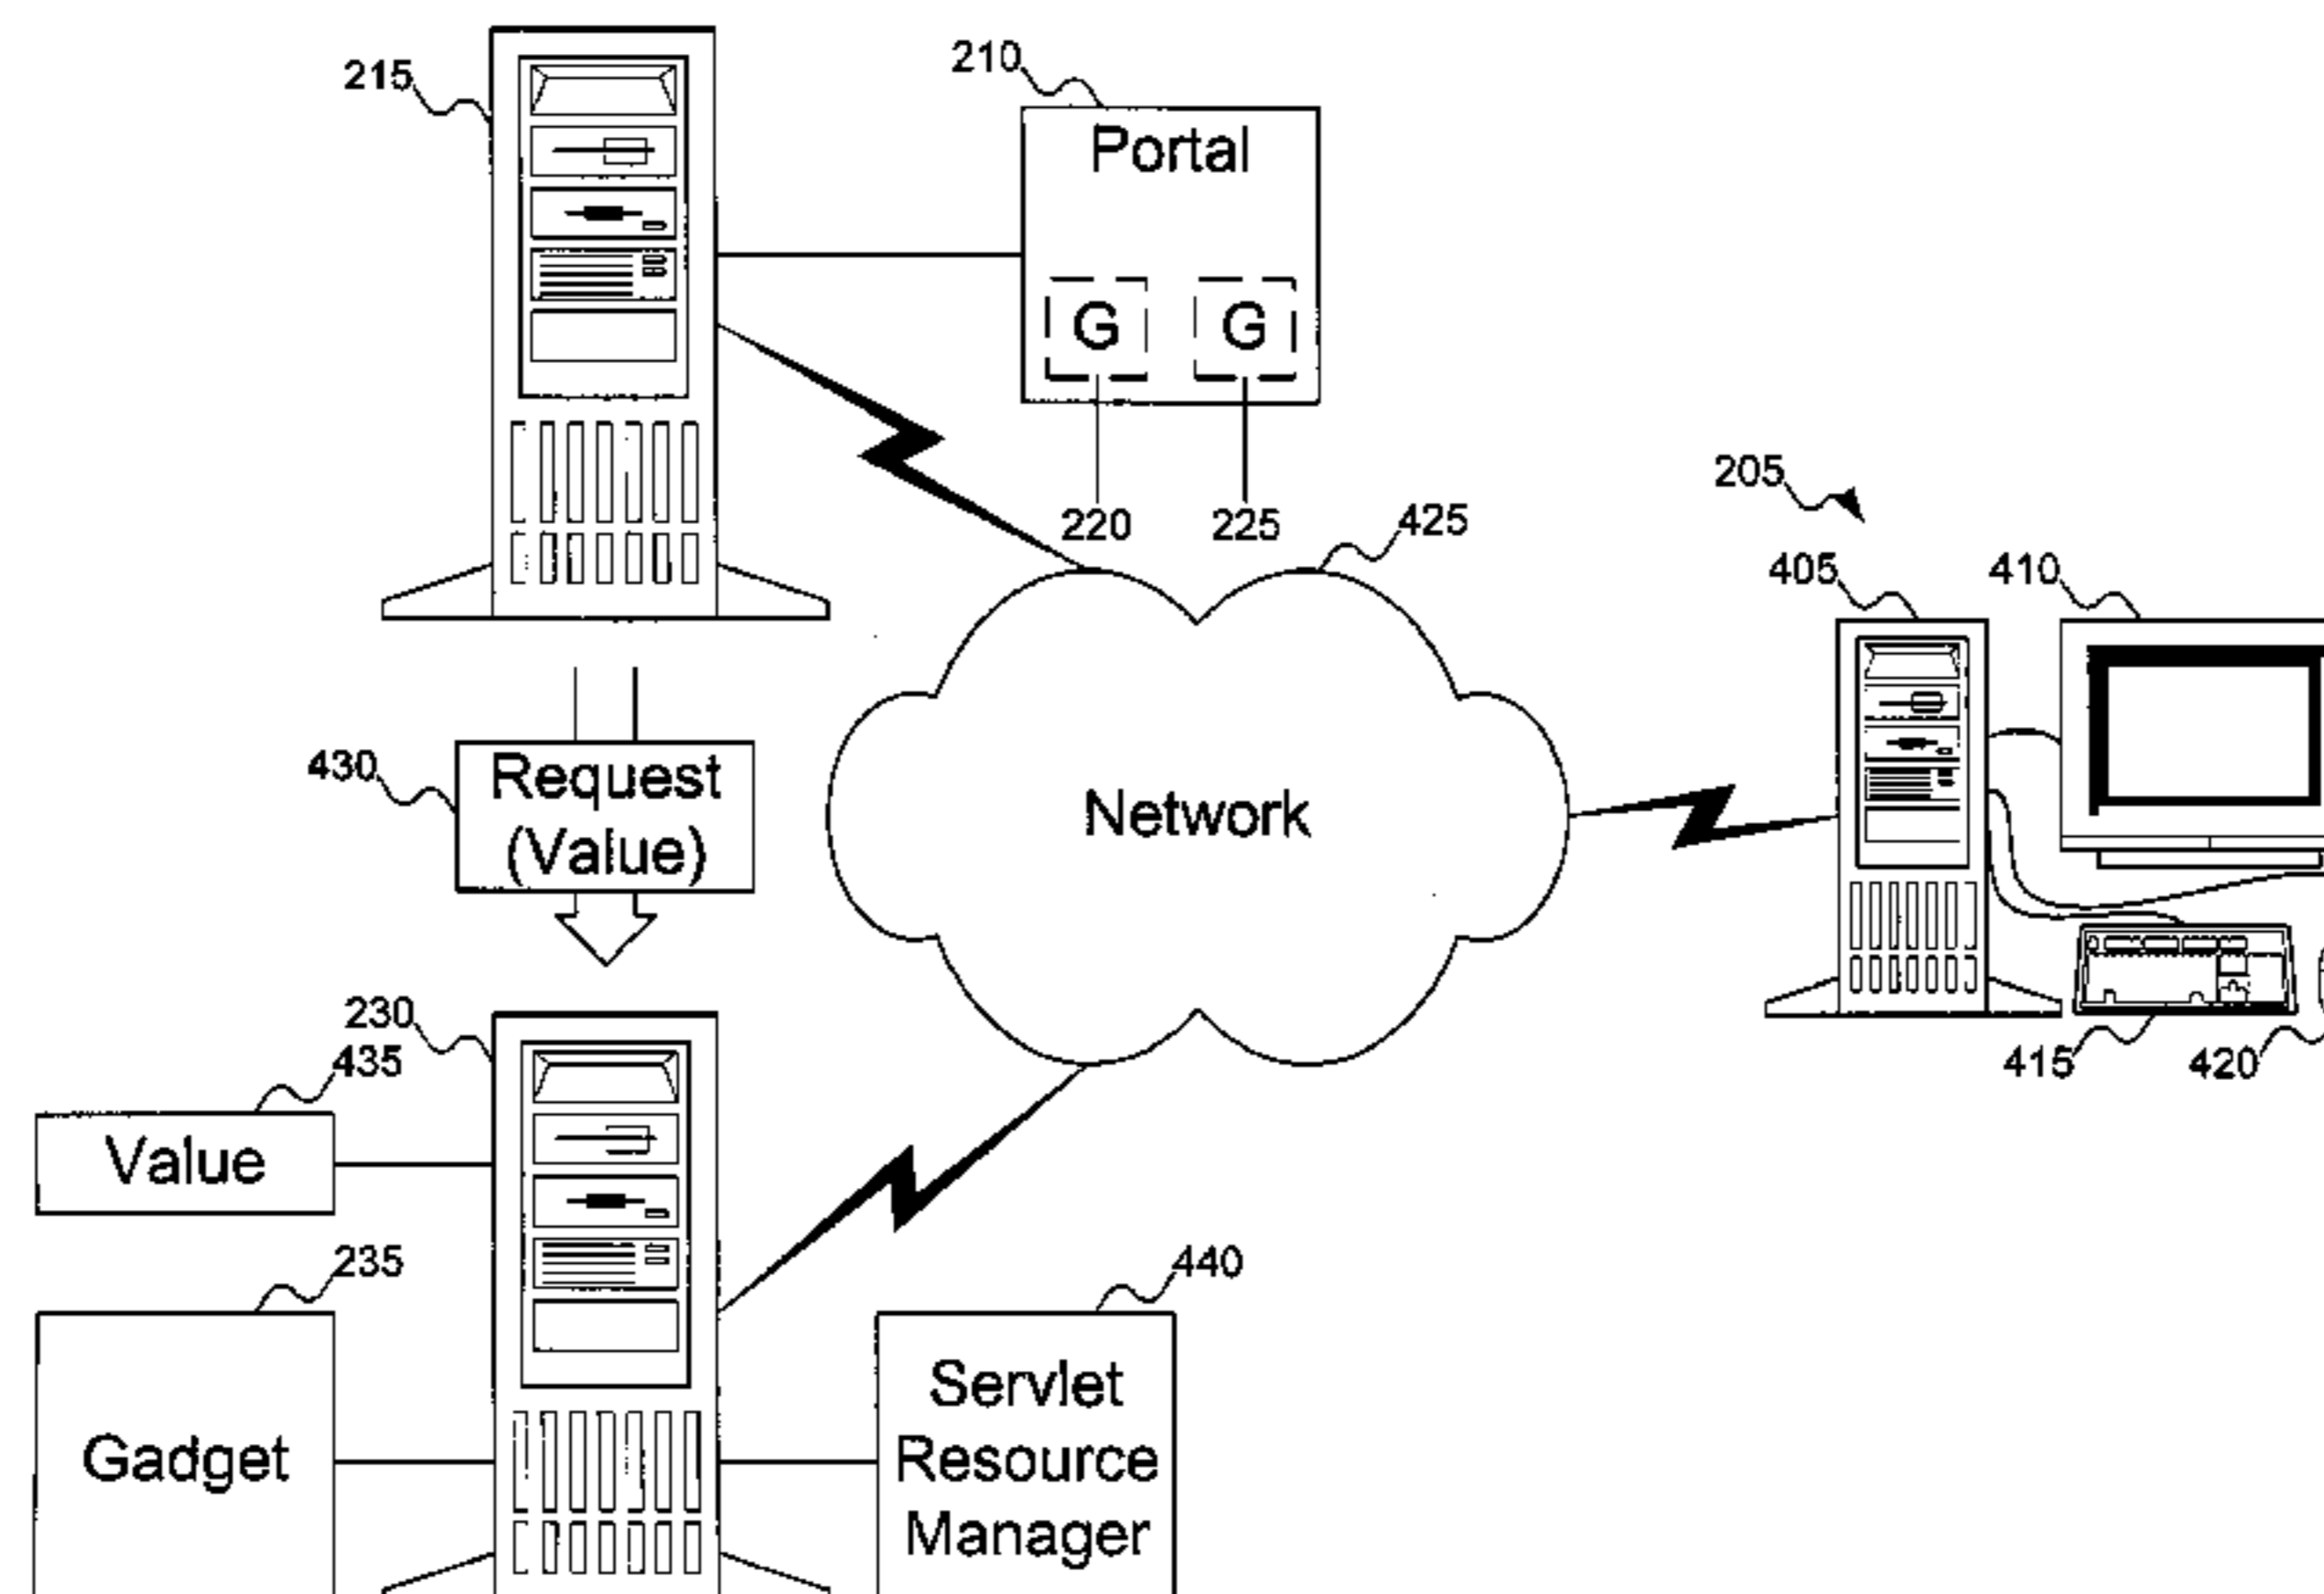 215
210
Portal
G
G
220
225
425
205
405
410
430
Request
(Value)
Network
230
435
415
420
Value
235
440
Gadget
Servlet
Resource
Manager